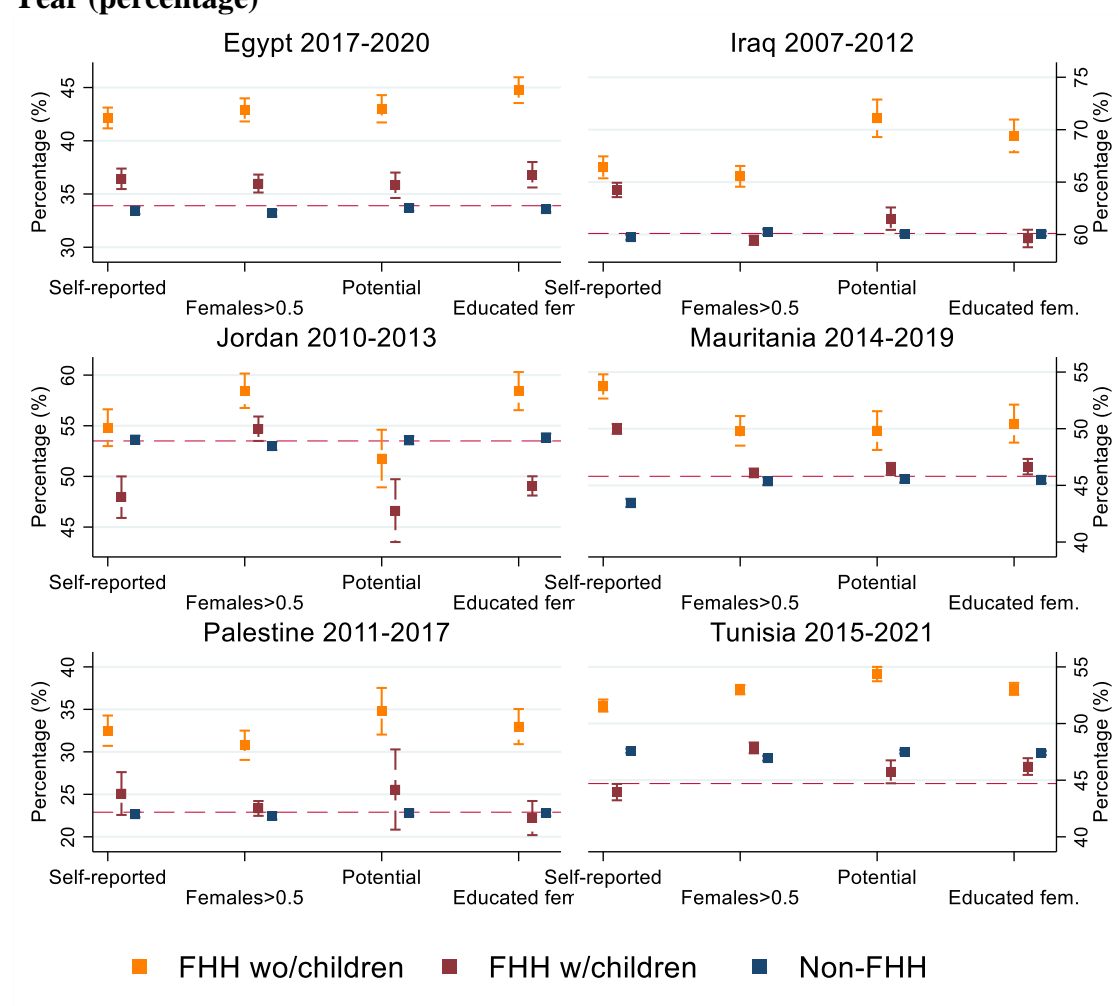 Year (percentage)
Egypt 2017-2020
Iraq 2007-2012
Percentage (%)
45
40
35
30
Self-reported
Females>0.5
Potential
Educated fem
Percentage (%)
75
70
65
60
Self-reported
Females>0.5
Potential
Educated fem.
Jordan 2010-2013
Mauritania 2014-2019
Percentage (%)
60
55
50
45
Self-reported
Females>0.5
Potential
Educated fem
Percentage (%)
55
50
45
40
Self-reported
Females>0.5
Potential
Educated fem.
Palestine 2011-2017
Tunisia 2015-2021
Percentage (%)
40
35
30
25
20
Self-reported
Females>0.5
Potential
Educated fem
Percentage (%)
55
50
45
40
Self-reported
Females>0.5
Potential
Educated fem.
FHH wo/children
FHH w/children
Non-FHH